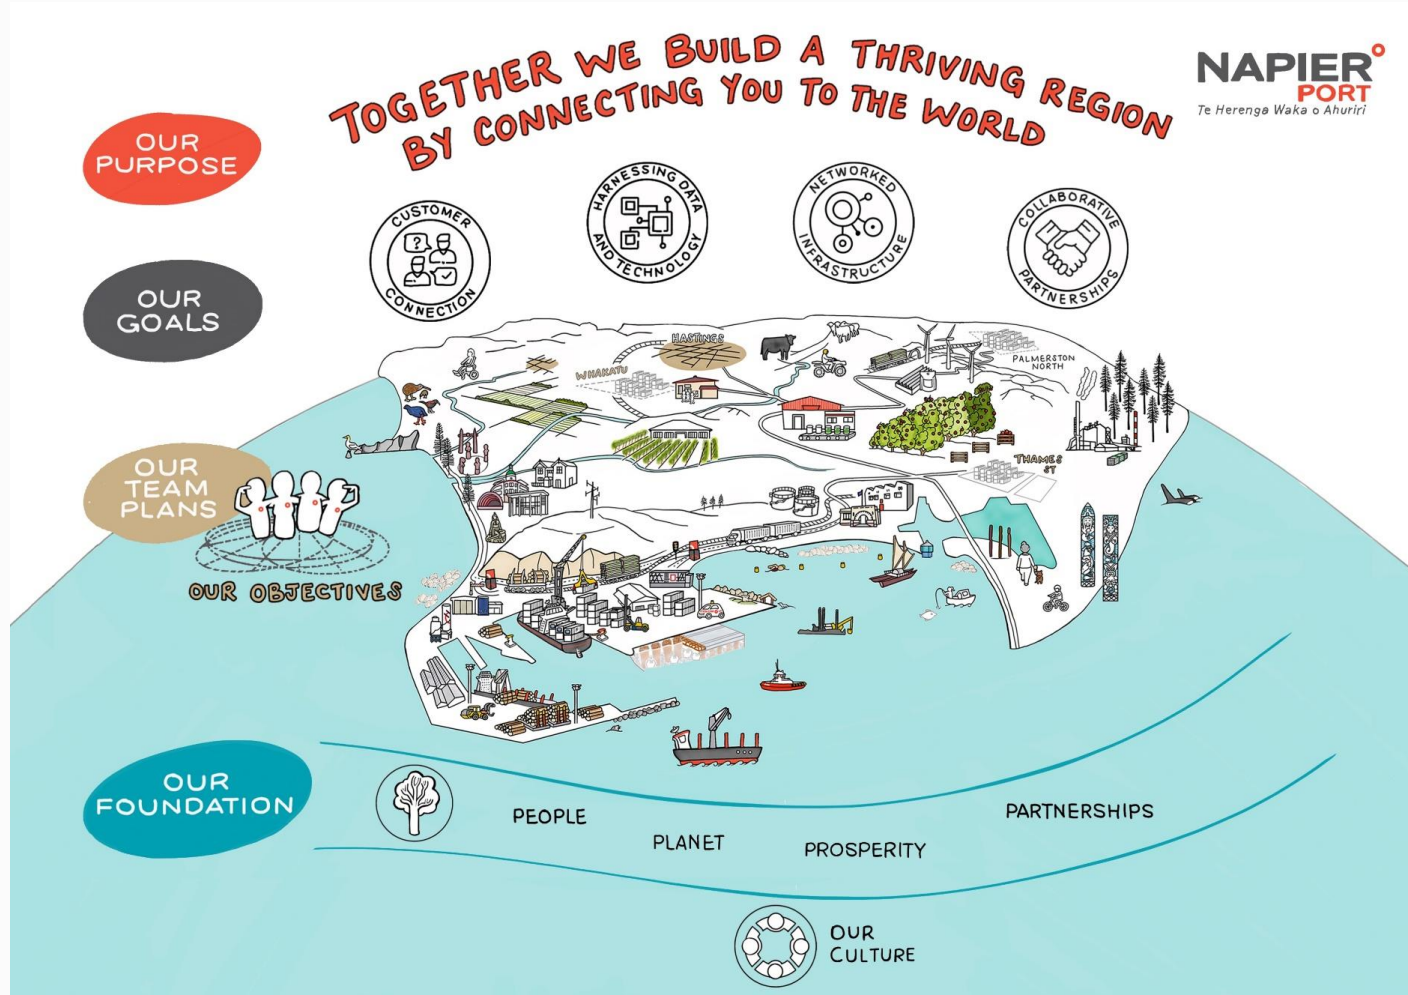 TOGETHER WE BUILD A THRIVING REGION
BY CONNECTING YOU TO THE WORLD
NAPIER
PORT
Te Herenga Waka o Ahuriri
OUR
PURPOSE
CUSTOMER
CONNECTION
HARNESSING DATA
AND TECHNOLOGY
NETWORKED
INFRASTRUCTURE
COLLABORATIVE
PARTNERSHIPS
OUR
GOALS
HASTINGS
WHAKATU
PALMERSTON
NORTH
THAMES
ST
OUR
TEAM
PLANS
OUR OBJECTIVES
OUR
FOUNDATION
PEOPLE
PLANET
PROSPERITY
PARTNERSHIPS
OUR
CULTURE